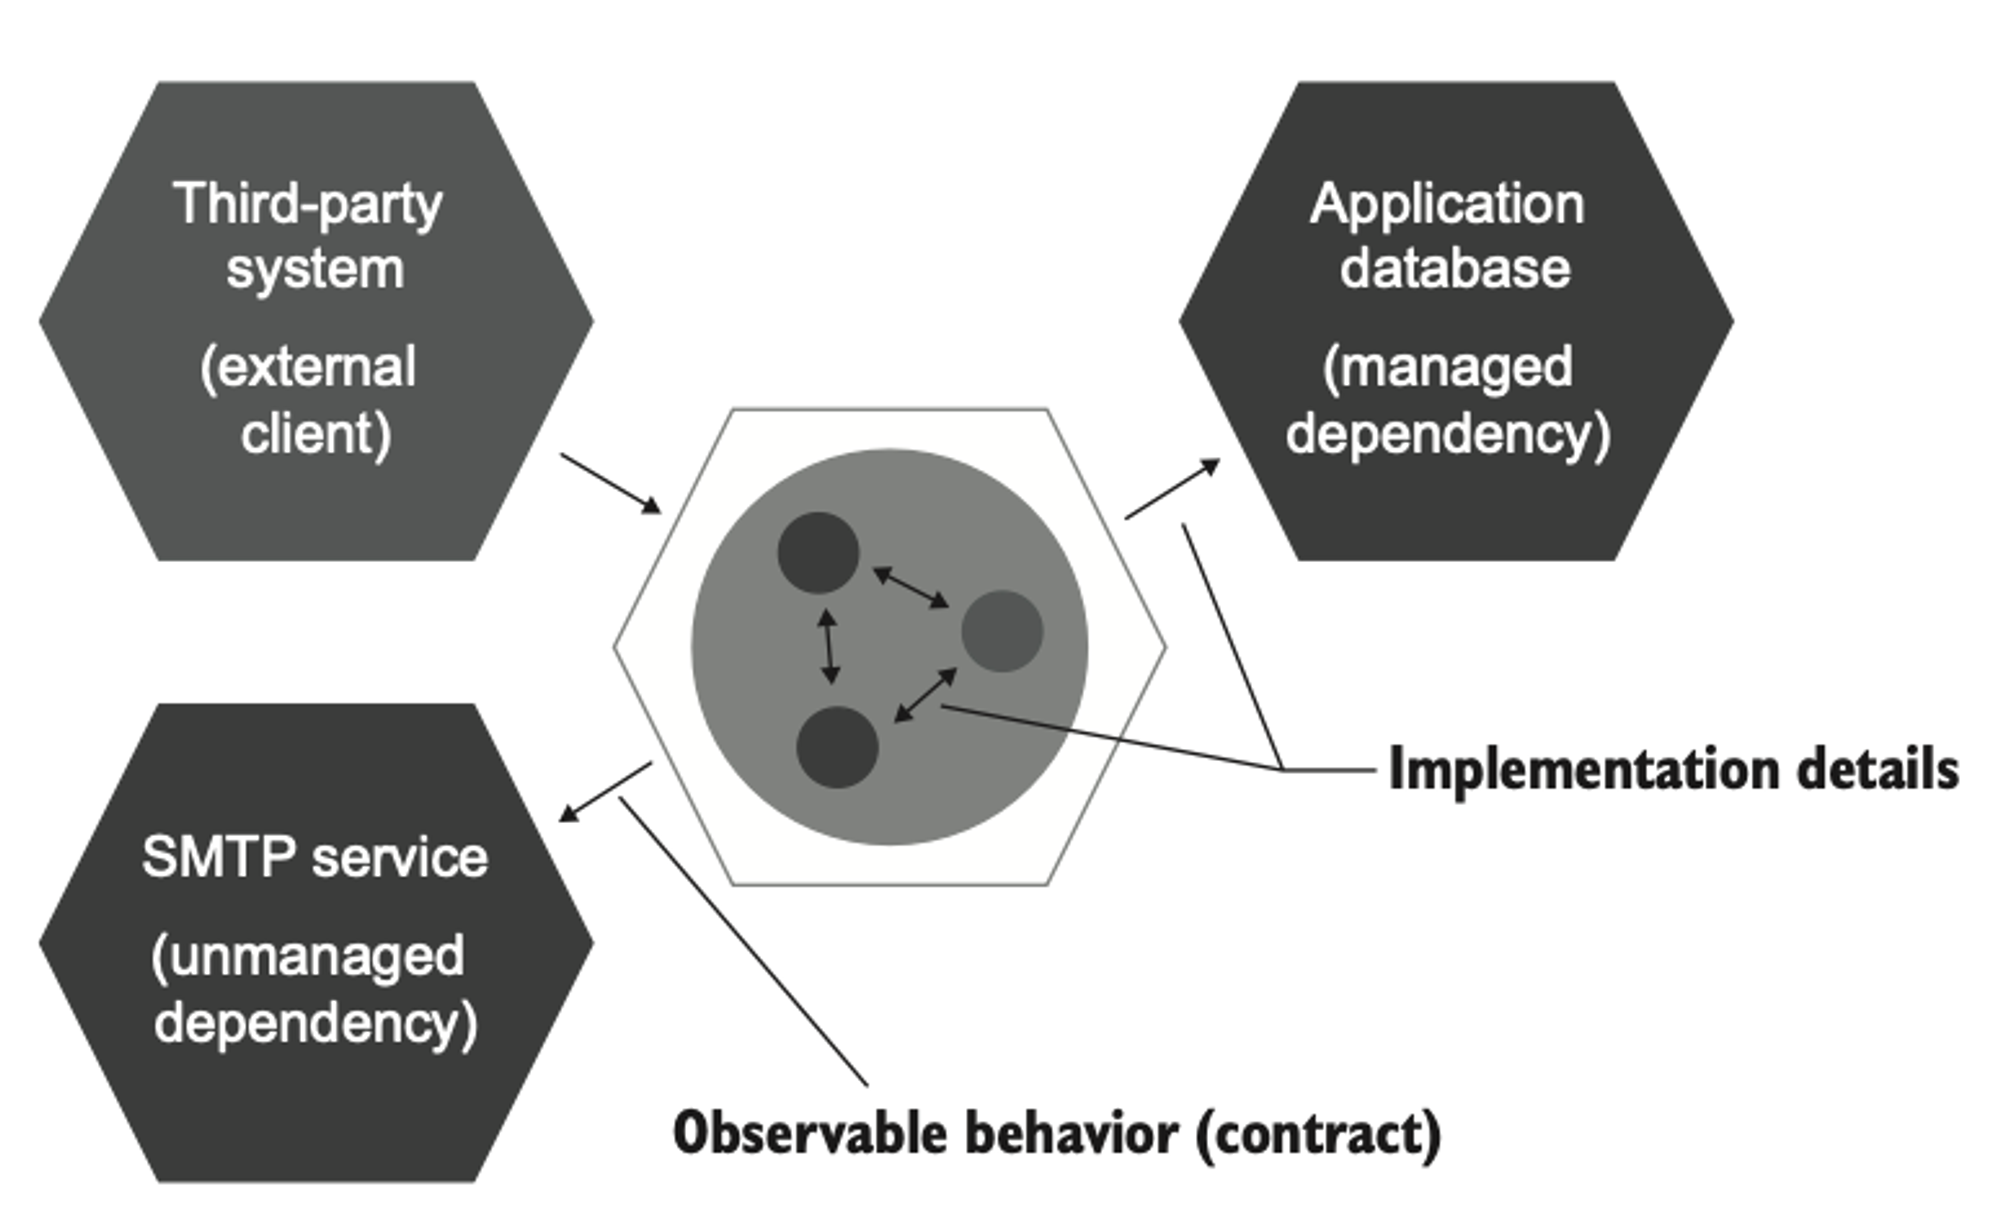 Third-party
system
(external
client)
Application
database
(managed
dependency)
SMTP service
(unmanaged
dependency)
Implementation details
Observable behavior (contract)